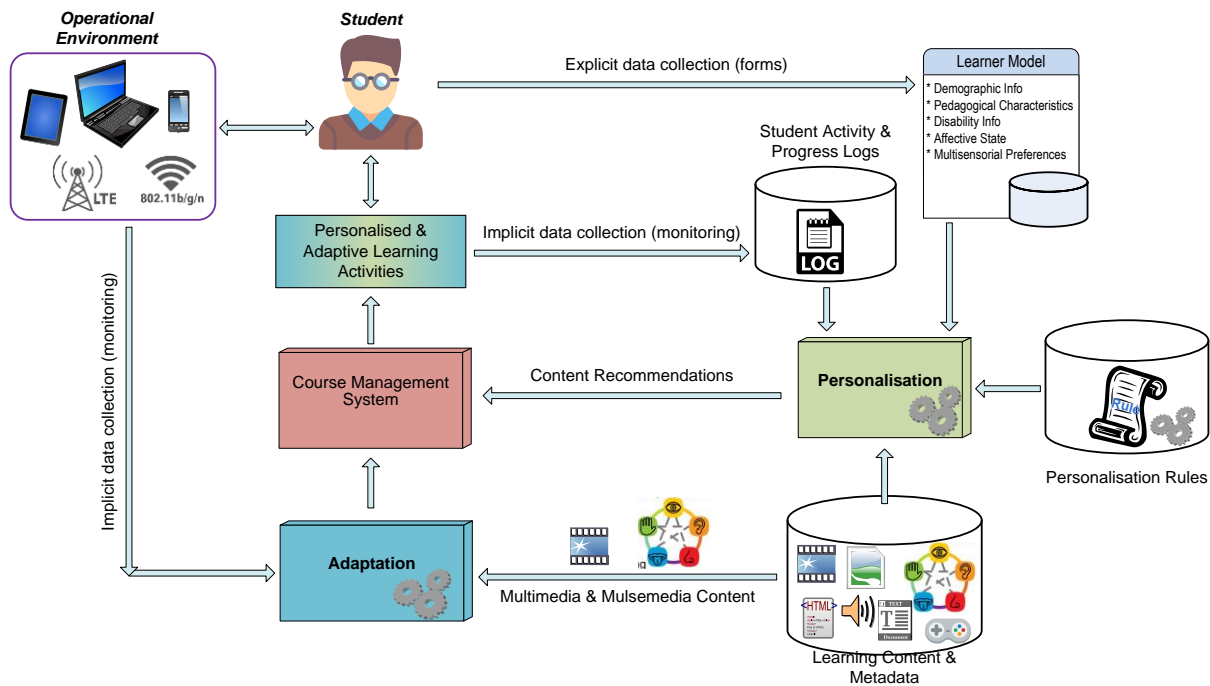 Operational
Environment
Student
LTE
802.11b/g/n
Explicit data collection (forms)
Learner Model
* Demographic Info
* Pedagogical Characteristics
* Disability Info
* Affective State
* Multisensorial Preferences
Student Activity &
Progress Logs
LOG
Personalised &
Adaptive Learning
Activities
Implicit data collection (monitoring)
Implicit data collection (monitoring)
Course Management
System
Content Recommendations
Personalisation
Rule
Personalisation Rules
Adaptation
Multimedia & Mulsemedia Content
<HTML>
TEXT
T
Document
Learning Content &
Metadata